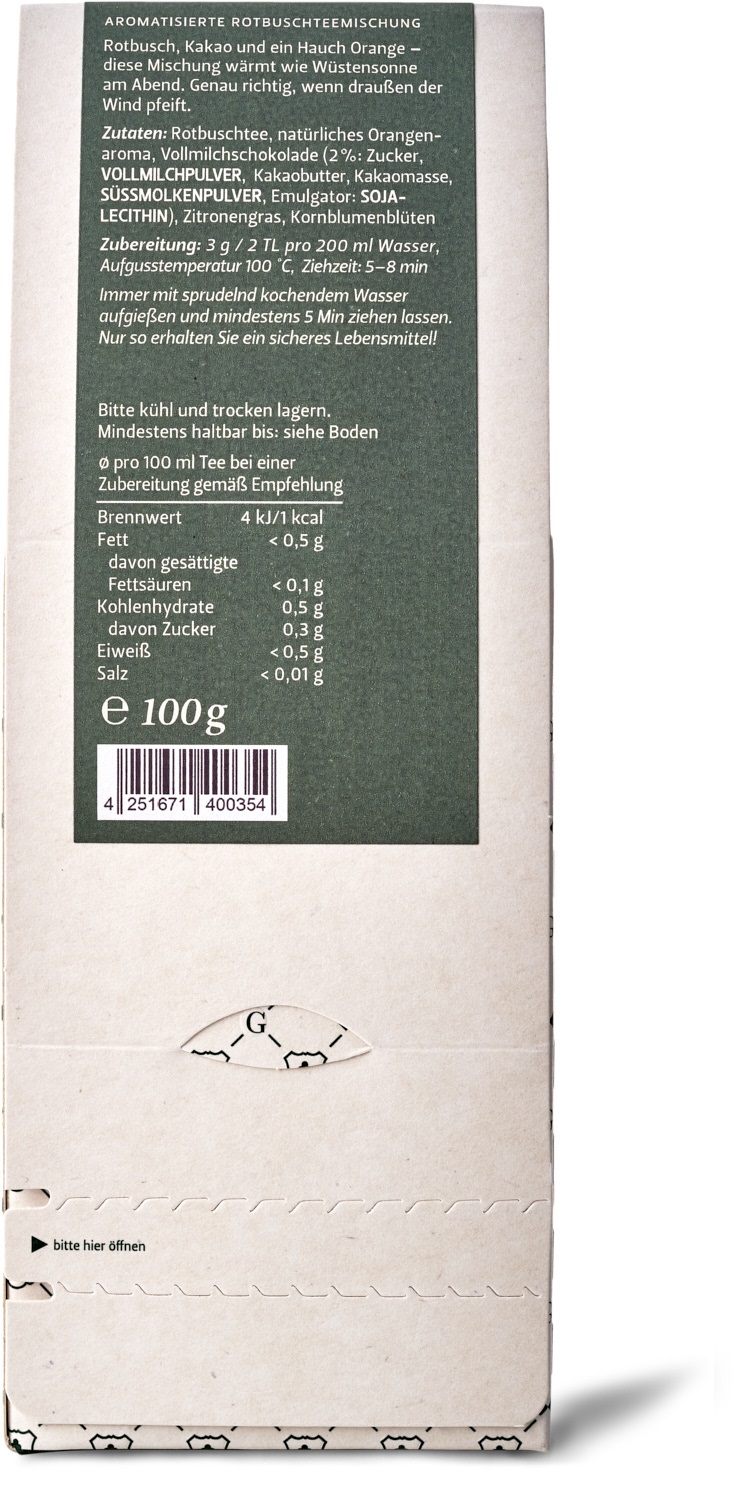 AROMATISIERTE ROTBUSCHTEEMISCHUNG
Rotbusch, Kakao und ein Hauch Orange –
diese Mischung wärmt wie Wüstensonne
am Abend. Genau richtig, wenn draußen der
Wind pfeift.
Zutaten: Rotbuschtee, natürliches Orangen-
aroma, Vollmilchschokolade (2%: Zucker,
VOLLMILCHPULVER, Kakaobutter, Kakaomasse,
SÜSSMOLKENPULVER, Emulgator: SOJA-
LECITHIN), Zitronengras, Kornblumenblüten
Zubereitung: 3 g / 2 TL pro 200 ml Wasser,
Aufgusstemperatur 100 °C, Ziehzeit: 5–8 min
Immer mit sprudelnd kochendem Wasser
aufgießen und mindestens 5 Min ziehen lassen.
Nur so erhalten Sie ein sicheres Lebensmittel!
Bitte kühl und trocken lagern.
Mindestens haltbar bis: siehe Boden
ø pro 100 ml Tee bei einer
Zubereitung gemäß Empfehlung
Brennwert 4 kJ/1 kcal
Fett < 0,5 g
davon gesättigte
Fettsäuren < 0,1 g
Kohlenhydrate 0,5 g
davon Zucker 0,3 g
Eiweiß < 0,5 g
Salz < 0,01 g
℮ 100 g
4 251671 400354
G
bitte hier öffnen